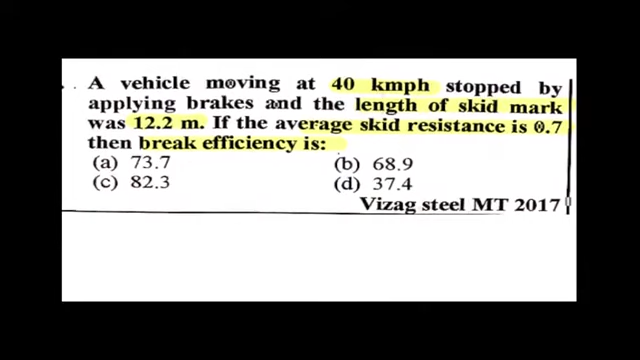 A vehicle moving at 40 kmph stopped by
applying brakes and the length of skid mark
was 12.2 m. If the average skid resistance is 0.7
then break efficiency is:
(a) 73.7 (b) 68.9
(c) 82.3 (d) 37.4
Vizag steel MT 2017